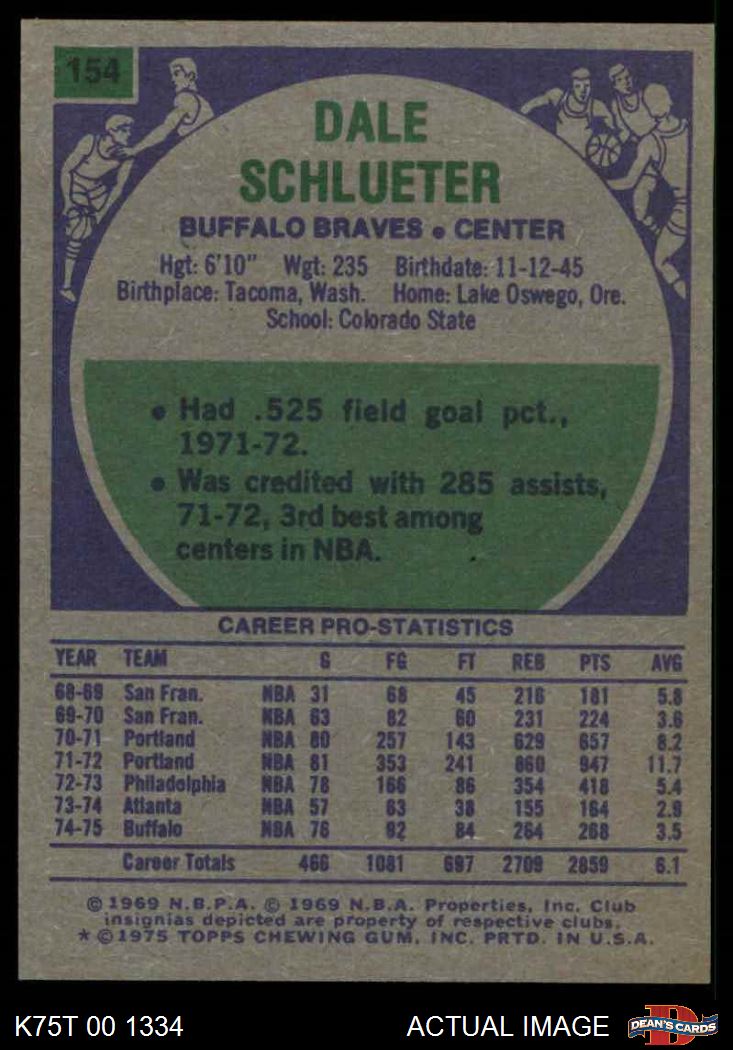 154
DALE
SCHLUETER
BUFFALO BRAVES • CENTER
Hgt: 6'10" Wgt: 235 Birthdate: 11-12-45
Birthplace: Tacoma, Wash. Home: Lake Oswego, Ore.
School: Colorado State
• Had .525 field goal pct.,
1971-72.
• Was credited with 285 assists,
71-72, 3rd best among
centers in NBA.
CAREER PRO-STATISTICS
YEAR TEAM G FG FT REB PTS AVG
68-69 San Fran. NBA 31 68 45 216 181 5.8
69-70 San Fran. NBA 63 82 60 231 224 3.6
70-71 Portland NBA 80 257 143 629 657 8.2
71-72 Portland NBA 81 353 241 860 947 11.7
72-73 Philadelphia NBA 78 166 86 354 418 5.4
73-74 Atlanta NBA 57 63 38 155 164 2.9
74-75 Buffalo NBA 76 92 84 264 268 3.5
Career Totals 466 1081 697 2709 2859 6.1
© 1969 N.B.P.A. © 1969 N.B.A. Properties, Inc. Club
insignias depicted are property of respective clubs.
* © 1975 TOPPS CHEWING GUM, INC. PRTD. IN U.S.A.
K75T 00 1334 ACTUAL IMAGE DEAN'S CARDS